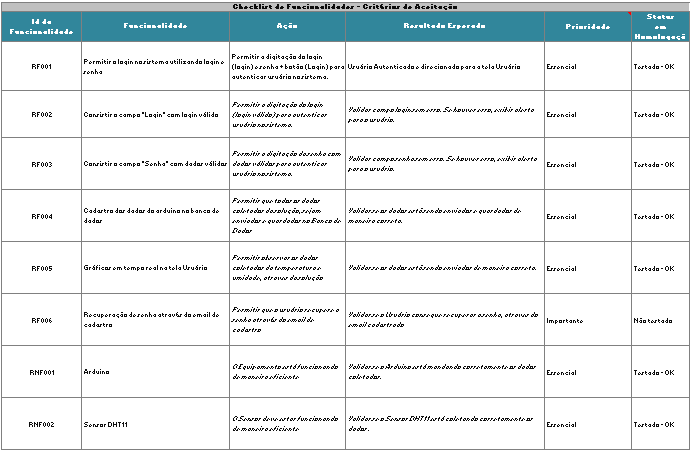 Checklist de Funcionalidades - Critérios de Aceitação
Id da Funcionalidade
Funcionalidade
Ação
Resultado Esperado
Prioridade
Status em Homologaçã
RF001
Permitir o login no sistema utilizando login e
senha
Permitir a digitação do login
(login) e senha + botão (Login) para
autenticar usuário no sistema.
Usuário Autenticado e direcionado para a tela Usuário
Essencial
Testado - OK
RF002
Consistir o campo "Login" com login válido
Permitir a digitação do login
(login válido) para autenticar
usuário no sistema.
Validar campo login sem erro. Se houver erro, exibir alerta
para o usuário.
Essencial
Testado - OK
RF003
Consistir o campo "Senha" com dados válidos
Permitir a digitação da senha com
dados válidos para autenticar
usuário no sistema.
Validar campo senha sem erro. Se houver erro, exibir alerta
para o usuário.
Essencial
Testado - OK
RF004
Cadastro dos dados do arduino no banco de
dados
Permitir que todos os dados
coletados da solução, sejam
enviados e guardados no Banco de
Dados
Validar se os dados estão sendo enviados e guardados de
maneira correta.
Essencial
Testado - OK
RF005
Gráficos em tempo real na tela Usuário
Permitir observar os dados
coletados da temperatura e
umidade, através da solução
Validar se os dados estão sendo enviados de maneira correta.
Essencial
Testado - OK
RF006
Recuperação de senha através do email de
cadastro
Permitir que o usuário recupere a
senha através do email de
cadastro
Validar se o Usuário consegue recuperar a senha, através do
email cadastrado
Importante
Não testado
RNF001
Arduino
O Equipamento está funcionando
de maneira eficiente
Validar se o Arduino está mandando corretamente os dados
coletados.
Essencial
Testado - OK
RNF002
Sensor DHT11
O Sensor deve estar funcionando
de maneira eficiente
Validar se o Sensor DHT11 está coletando corretamente os
dados.
Essencial
Testado - OK